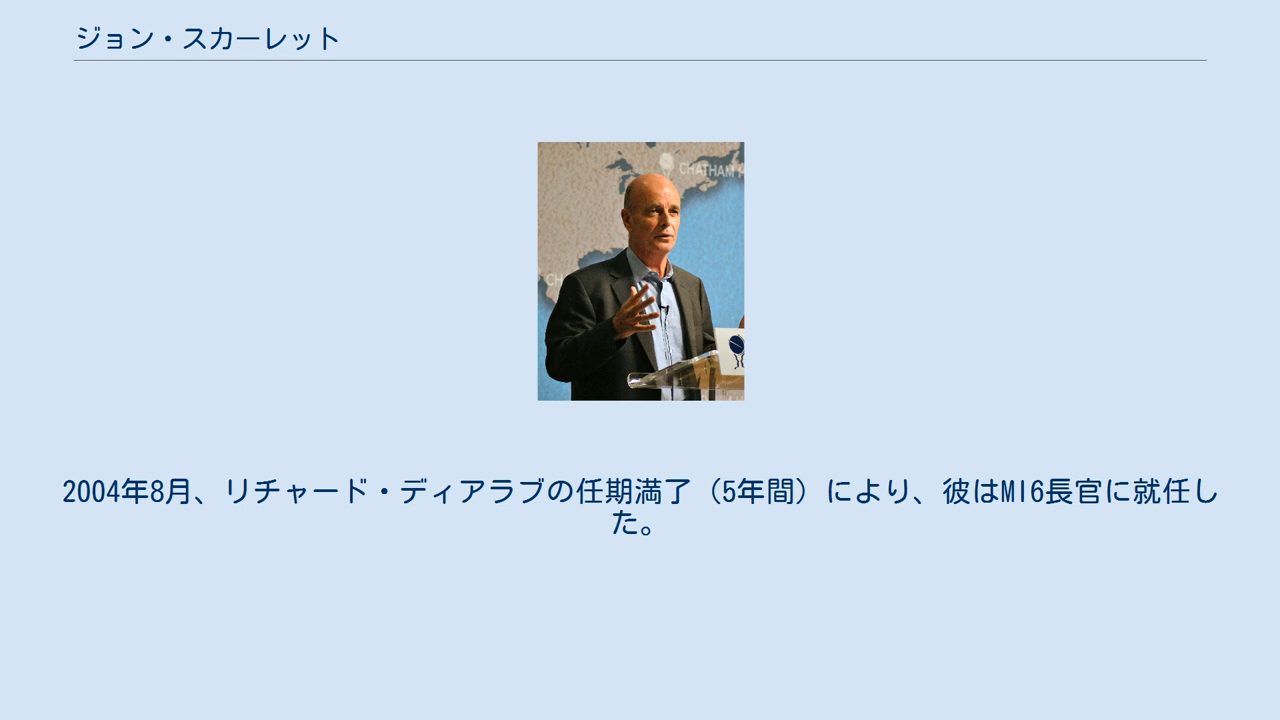 ジョン・スカーレット
CHATHAM
CH
2004年8月、リチャード・ディアラブの任期満了（5年間）により、彼はMI6長官に就任し
た。